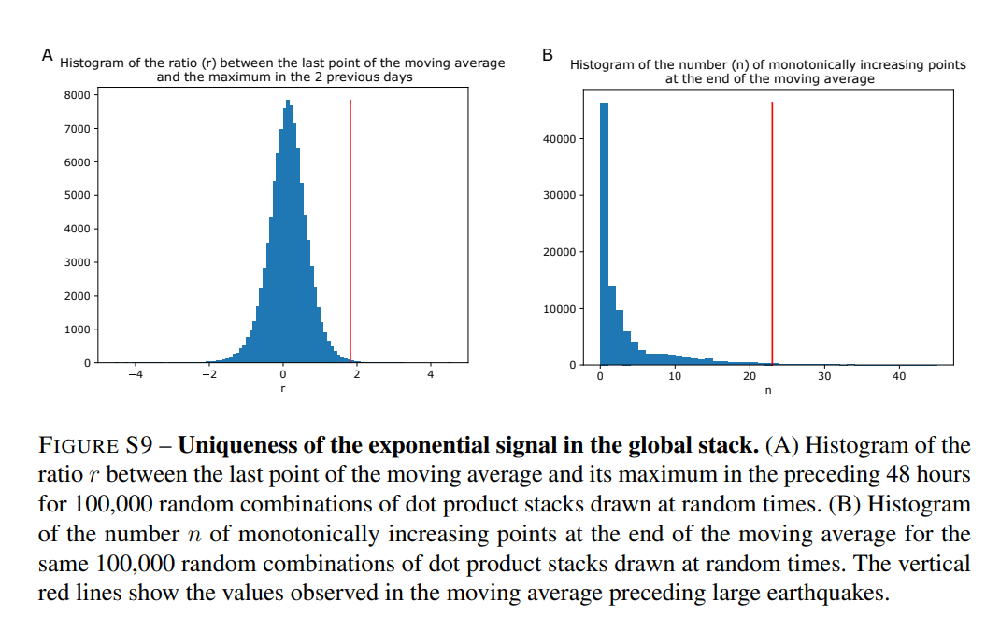 A
Histogram of the ratio (r) between the last point of the moving average
and the maximum in the 2 previous days
8000
7000
6000
5000
4000
3000
2000
1000
0
−4
−2
0
2
4
r
B
Histogram of the number (n) of monotonically increasing points
at the end of the moving average
40000
30000
20000
10000
0
0
10
20
30
40
n
FIGURE S9 – Uniqueness of the exponential signal in the global stack. (A) Histogram of the
ratio r between the last point of the moving average and its maximum in the preceding 48 hours
for 100,000 random combinations of dot product stacks drawn at random times. (B) Histogram
of the number n of monotonically increasing points at the end of the moving average for the
same 100,000 random combinations of dot product stacks drawn at random times. The vertical
red lines show the values observed in the moving average preceding large earthquakes.